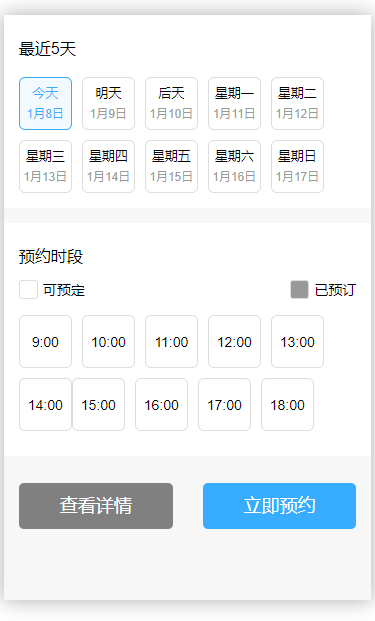 最近5天
今天 明天 后天 星期一 星期二
1月8日 1月9日 1月10日 1月11日 1月12日
星期三 星期四 星期五 星期六 星期日
1月13日 1月14日 1月15日 1月16日 1月17日
预约时段
可预定 已预订
9:00 10:00 11:00 12:00 13:00
14:00 15:00 16:00 17:00 18:00
查看详情 立即预约